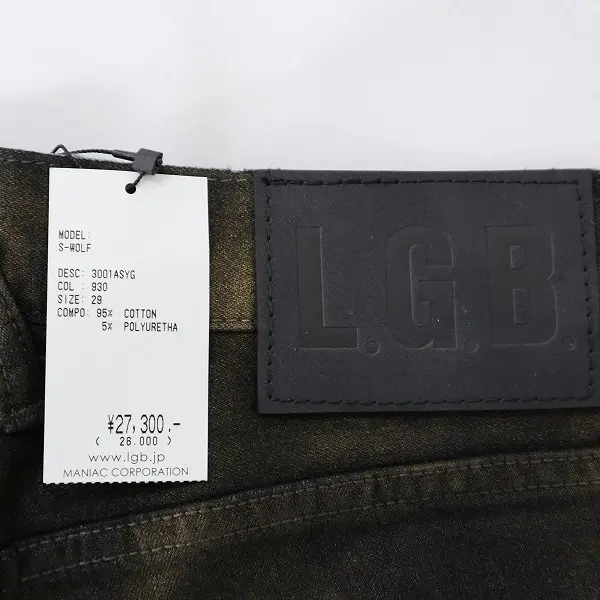 MODEL:
S-WOLF
DESC: 3001ASYG
COL : 930
SIZE: 29
COMPO: 95% COTTON
5% POLYURETHA
¥27,300,-
( 26.000 )
www.lgb.jp
MANIAC CORPORATION
L.G.B.